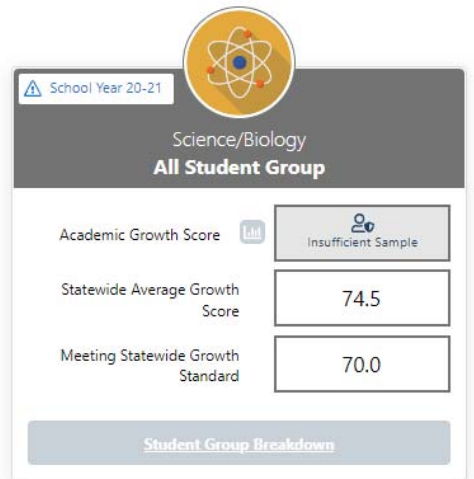 School Year 20-21
Science/Biology
All Student Group
Academic Growth Score
Insufficient Sample
Statewide Average Growth
Score
74.5
Meeting Statewide Growth
Standard
70.0
Student Group Breakdown